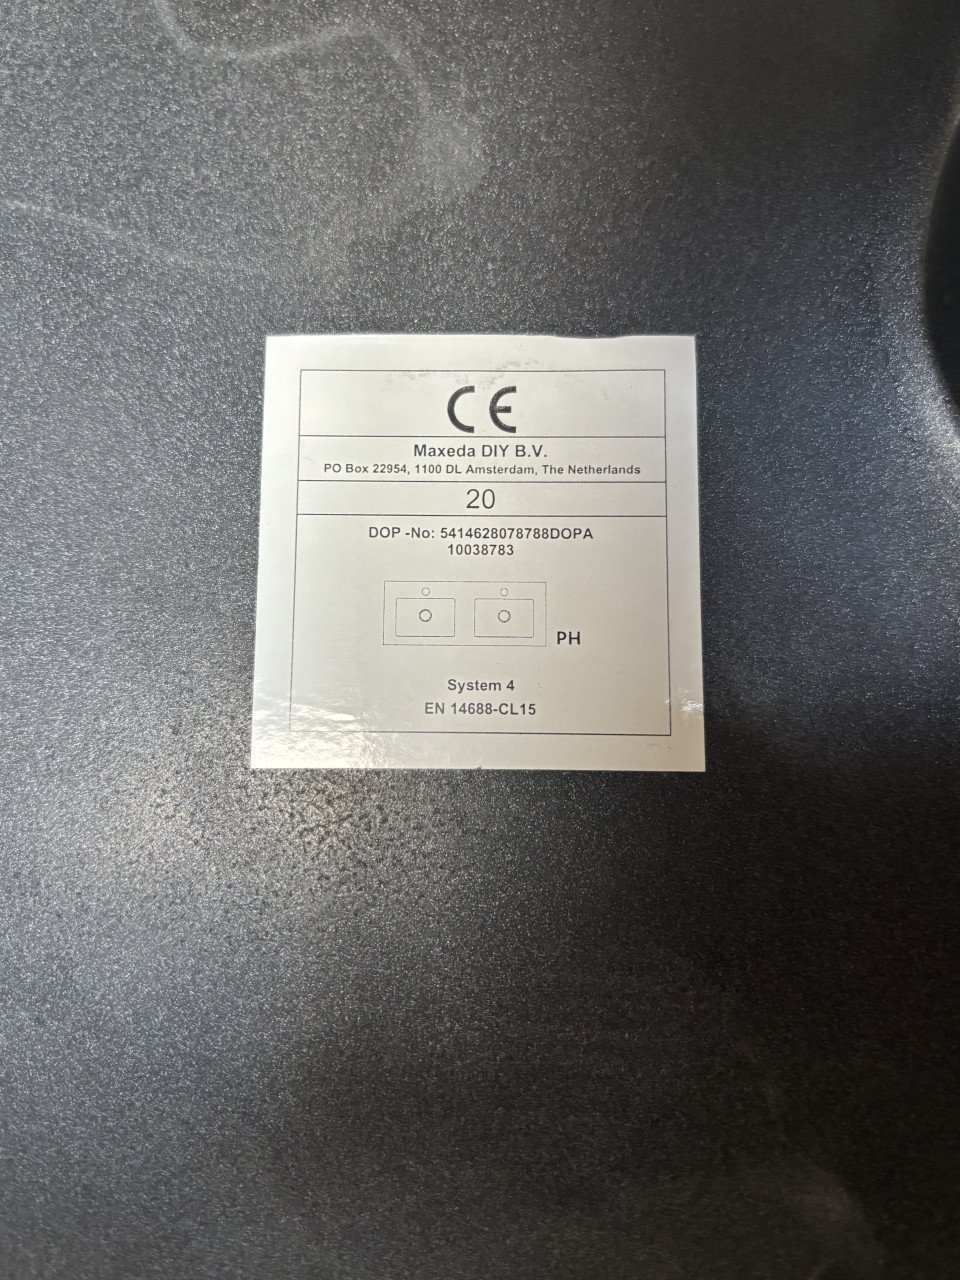 CE
Maxeda DIY B.V.
PO Box 22954, 1100 DL Amsterdam, The Netherlands
20
DOP -No: 5414628078788DOPA
10038783
PH
System 4
EN 14688-CL15